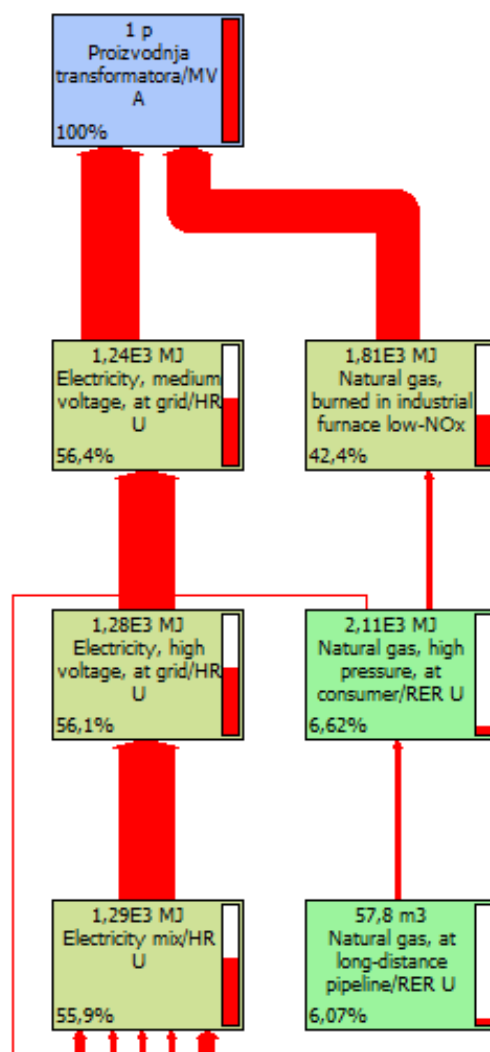 1 p
Proizvodnja
transformatora/MV
A
100%
1,24E3 MJ
Electricity, medium
voltage, at grid/HR
U
56,4%
1,81E3 MJ
Natural gas,
burned in industrial
furnace low-NOx
42,4%
1,28E3 MJ
Electricity, high
voltage, at grid/HR
U
56,1%
2,11E3 MJ
Natural gas, high
pressure, at
consumer/RER U
6,62%
1,29E3 MJ
Electricity mix/HR
U
55,9%
57,8 m3
Natural gas, at
long-distance
pipeline/RER U
6,07%